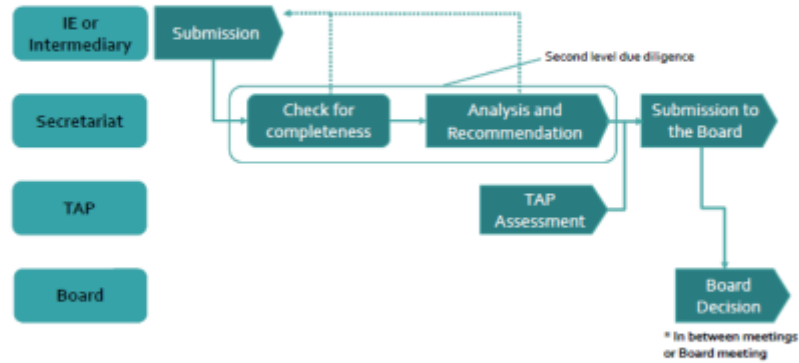 IE or
Intermediary
Submission
Second level due diligence
Secretariat
Check for
completeness
Analysis and
Recommendation
Submission to
the Board
TAP
TAP
Assessment
Board
Board
Decision
* In between meetings
or Board meeting